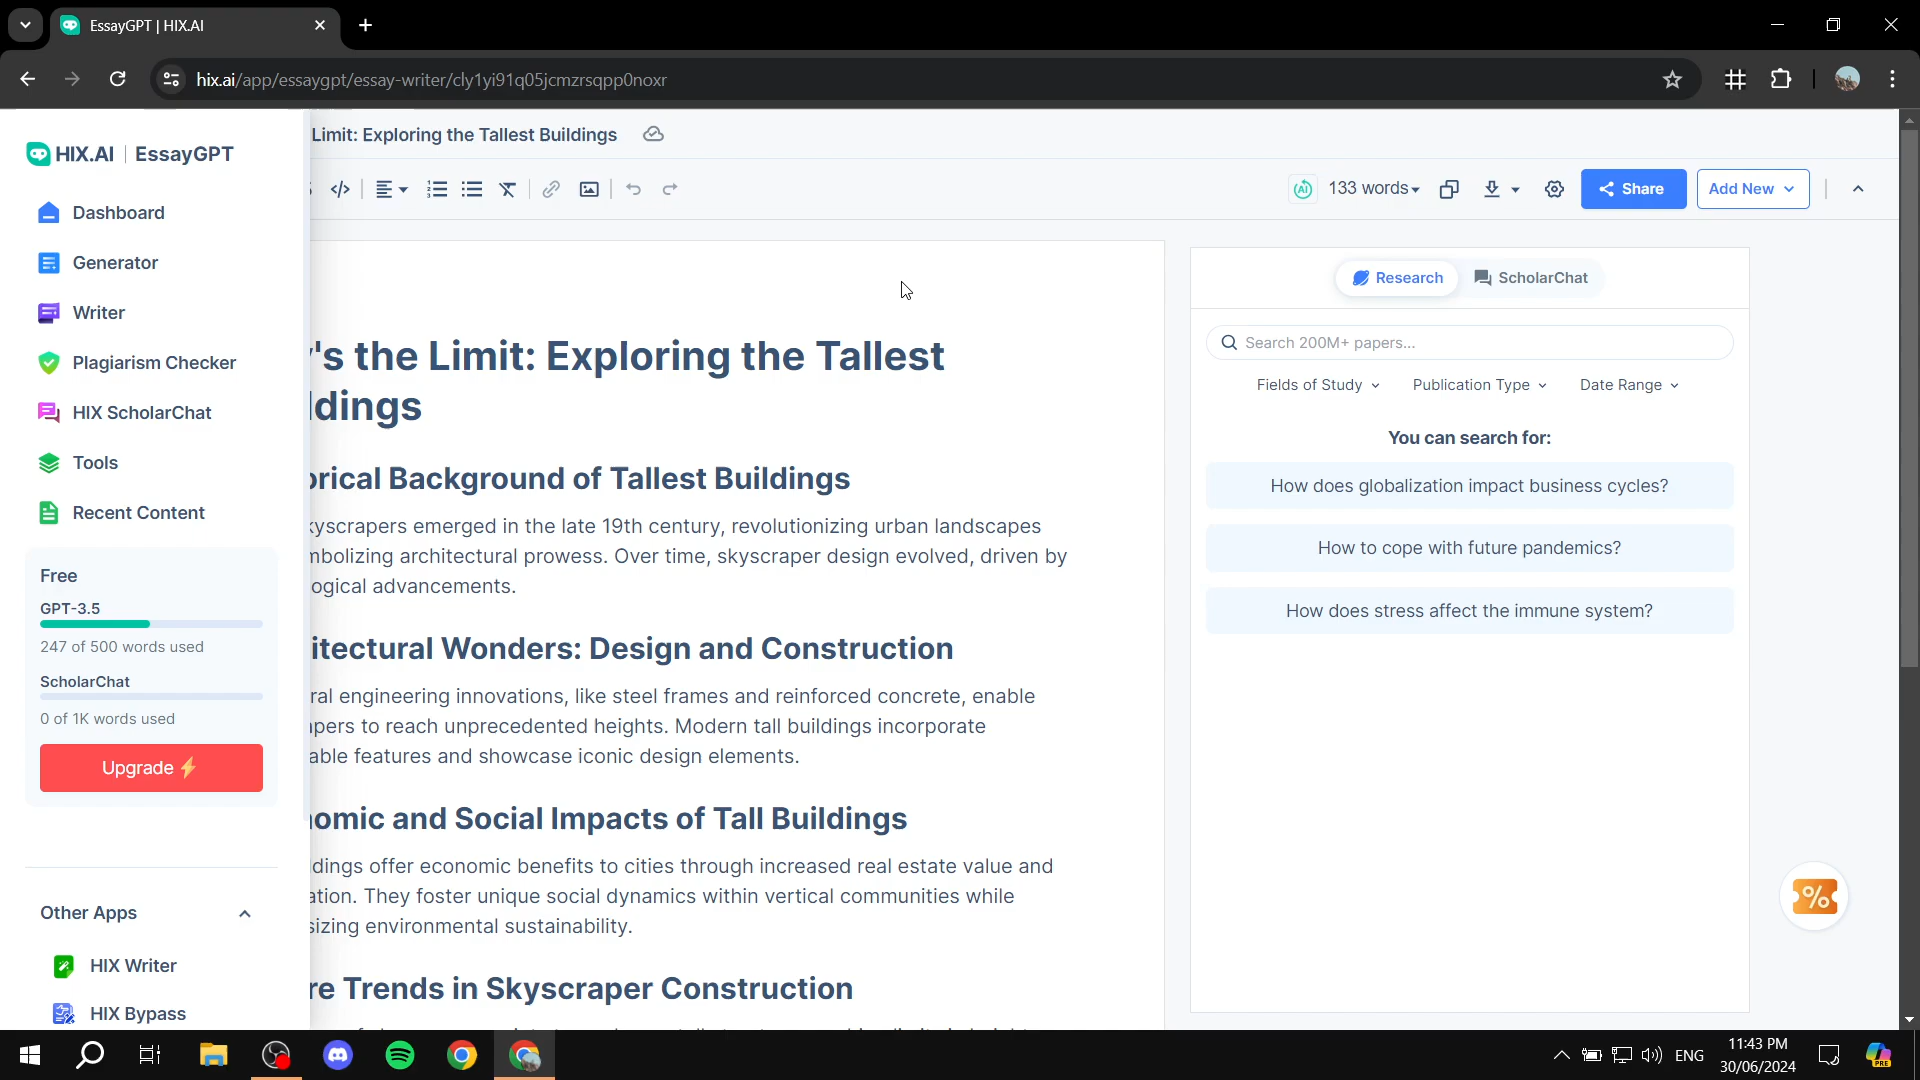 EssayGPT | HIX.AI
hix.ai/app/essaygpt/essay-writer/cly1yi91q05jcmzrsqpp0noxr
HIX.AI | EssayGPT
Limit: Exploring the Tallest Buildings
133 words
Share
Add New
Dashboard
Generator
Writer
Plagiarism Checker
HIX ScholarChat
Tools
Recent Content
Free
GPT-3.5
247 of 500 words used
ScholarChat
0 of 1K words used
Upgrade
Other Apps
HIX Writer
HIX Bypass
's the Limit: Exploring the Tallest
ldings
orical Background of Tallest Buildings
kyscrapers emerged in the late 19th century, revolutionizing urban landscapes
mbolizing architectural prowess. Over time, skyscraper design evolved, driven by
ogical advancements.
itectural Wonders: Design and Construction
ral engineering innovations, like steel frames and reinforced concrete, enable
apers to reach unprecedented heights. Modern tall buildings incorporate
able features and showcase iconic design elements.
nomic and Social Impacts of Tall Buildings
ldings offer economic benefits to cities through increased real estate value and
ation. They foster unique social dynamics within vertical communities while
sizing environmental sustainability.
re Trends in Skyscraper Construction
Research
ScholarChat
Search 200M+ papers...
Fields of Study
Publication Type
Date Range
You can search for:
How does globalization impact business cycles?
How to cope with future pandemics?
How does stress affect the immune system?
%
ENG
11:43 PM
30/06/2024
PRE